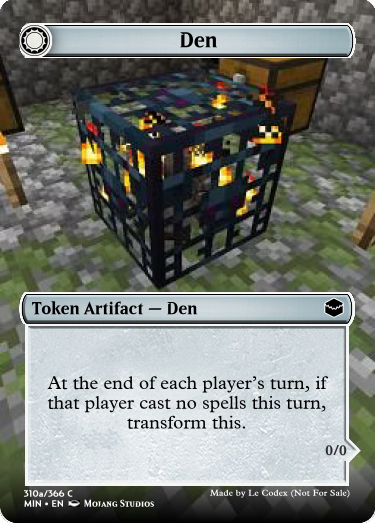 Den
Token Artifact — Den
At the end of each player's turn, if
that player cast no spells this turn,
transform this.
0/0
310a/366 C
MIN • EN Mojang Studios
Made by Le Codex (Not For Sale)